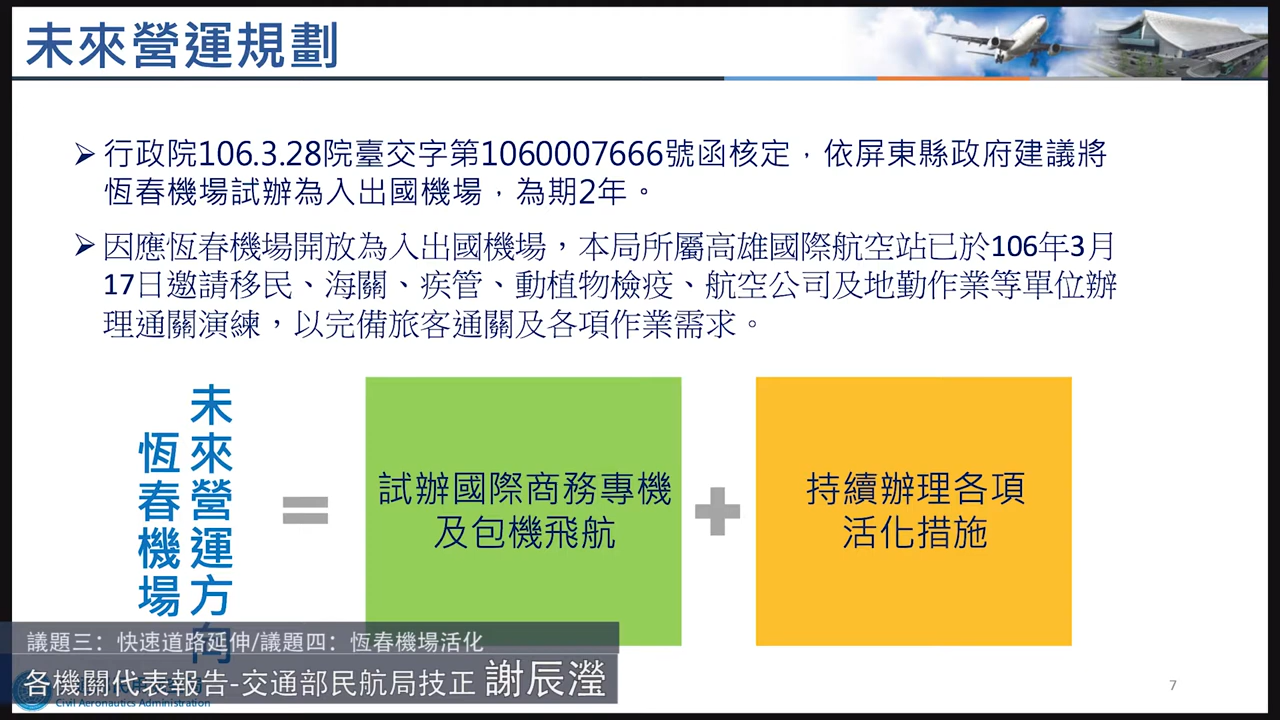 未來營運規劃
行政院106.3.28院臺交字第1060007666號函核定，依屏東縣政府建議將
恆春機場試辦為入出國機場，為期2年。
因應恆春機場開放為入出國機場，本局所屬高雄國際航空站已於106年3月
17日邀請移民、海關、疾管、動植物檢疫、航空公司及地勤作業等單位辦
理通關演練，以完備旅客通關及各項作業需求。
恆春機場
未來營運方向
=
試辦國際商務專機
及包機飛航
+
持續辦理各項
活化措施
議題三：快速道路延伸/議題四：恆春機場活化
各機關代表報告-交通部民航局技正 謝辰瀅
Civil Aeronautics Administration
7